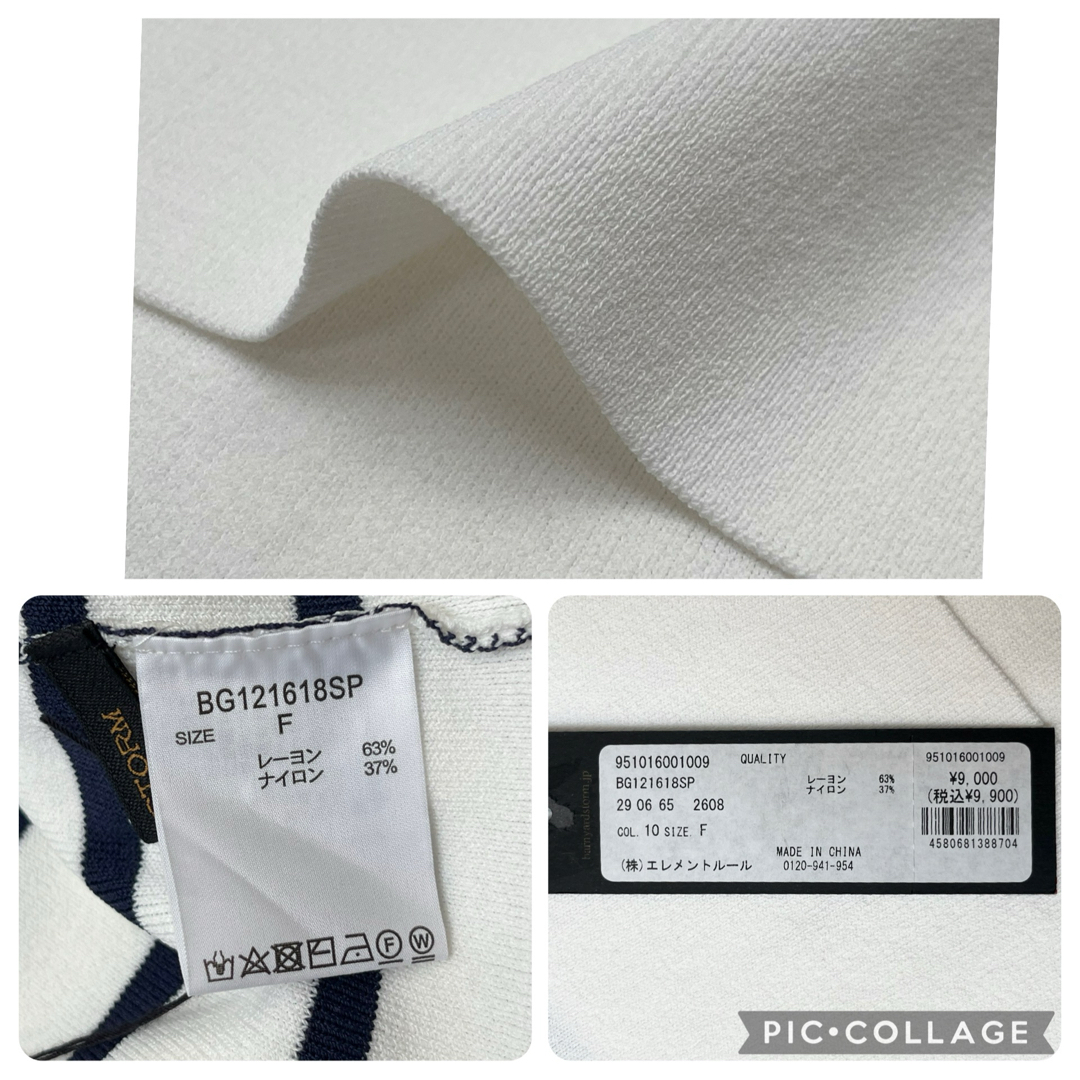 BG121618SP
SIZE F
レーヨン 63%
ナイロン 37%
F W
STORM
951016001009 QUALITY
BG121618SP レーヨン 63%
29 06 65 2608 ナイロン 37%
COL. 10 SIZE. F
MADE IN CHINA
(株)エレメントルール 0120-941-954
951016001009
¥9,000
(税込¥9,900)
4580681388704
PIC•COLLAGE